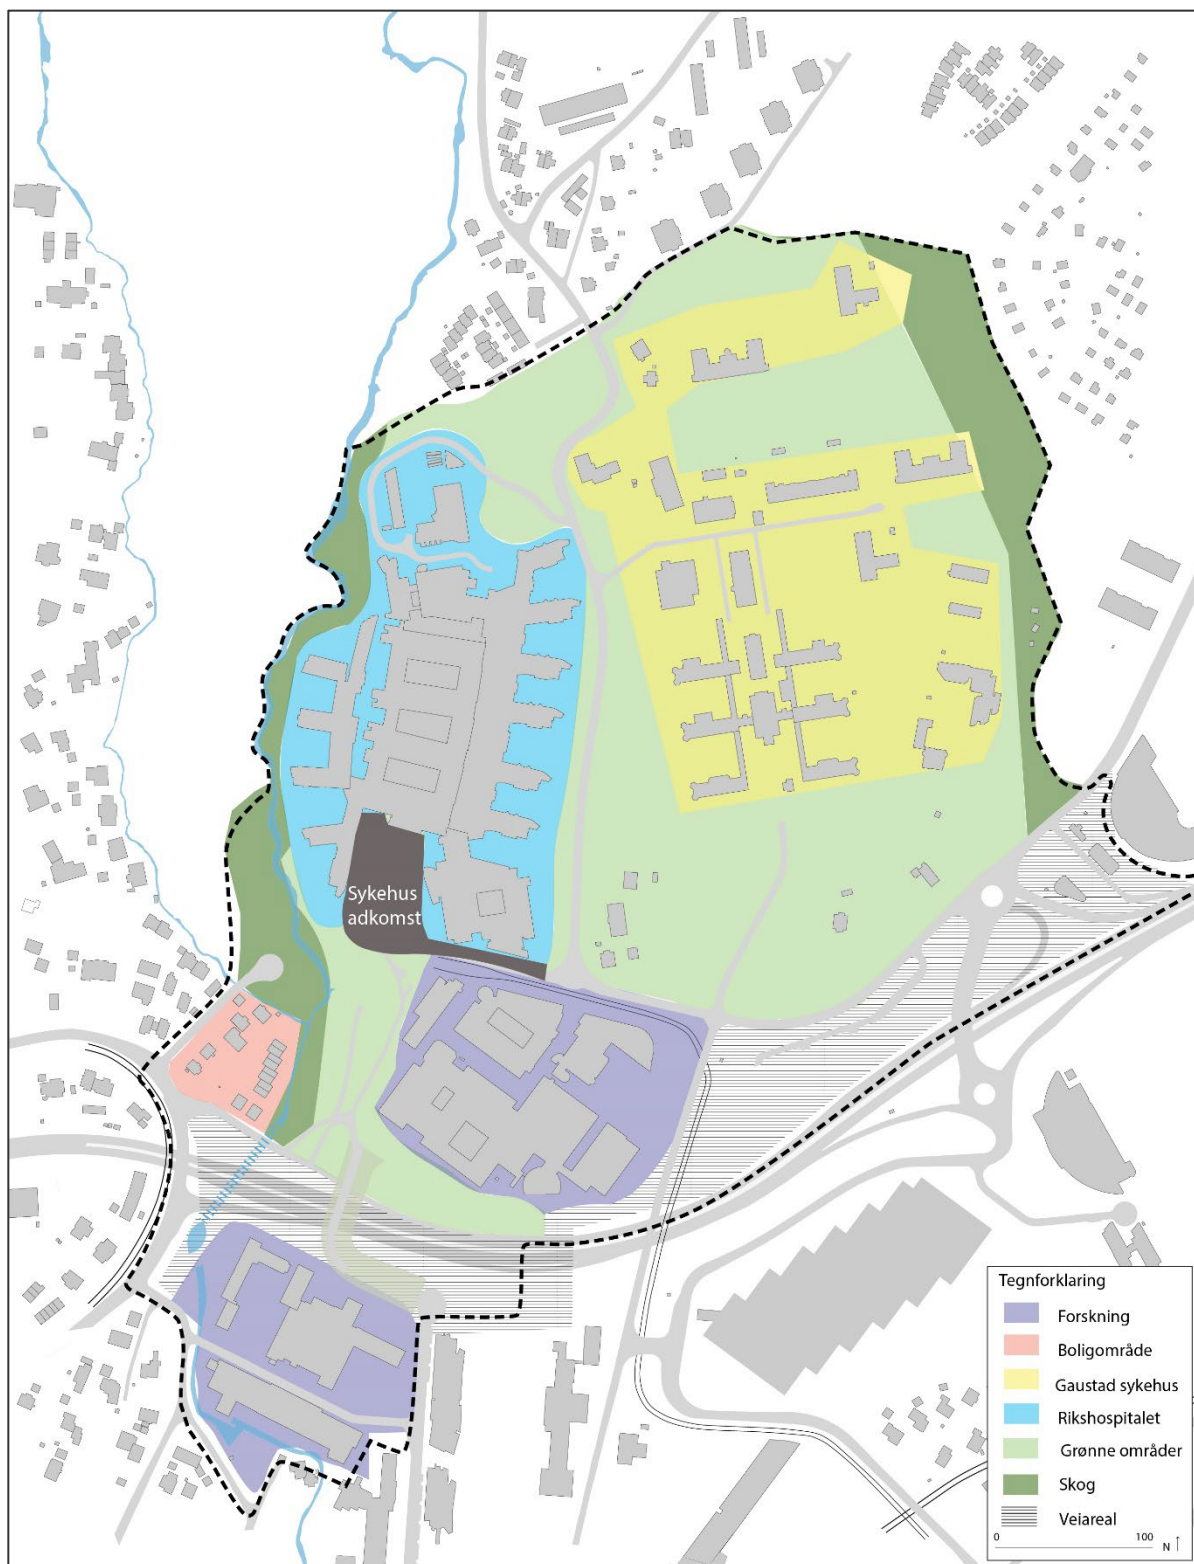 Sykehus
adkomst
Tegnforklaring
Forskning
Boligområde
Gaustad sykehus
Rikshospitalet
Grønne områder
Skog
Veiareal
0 100
N